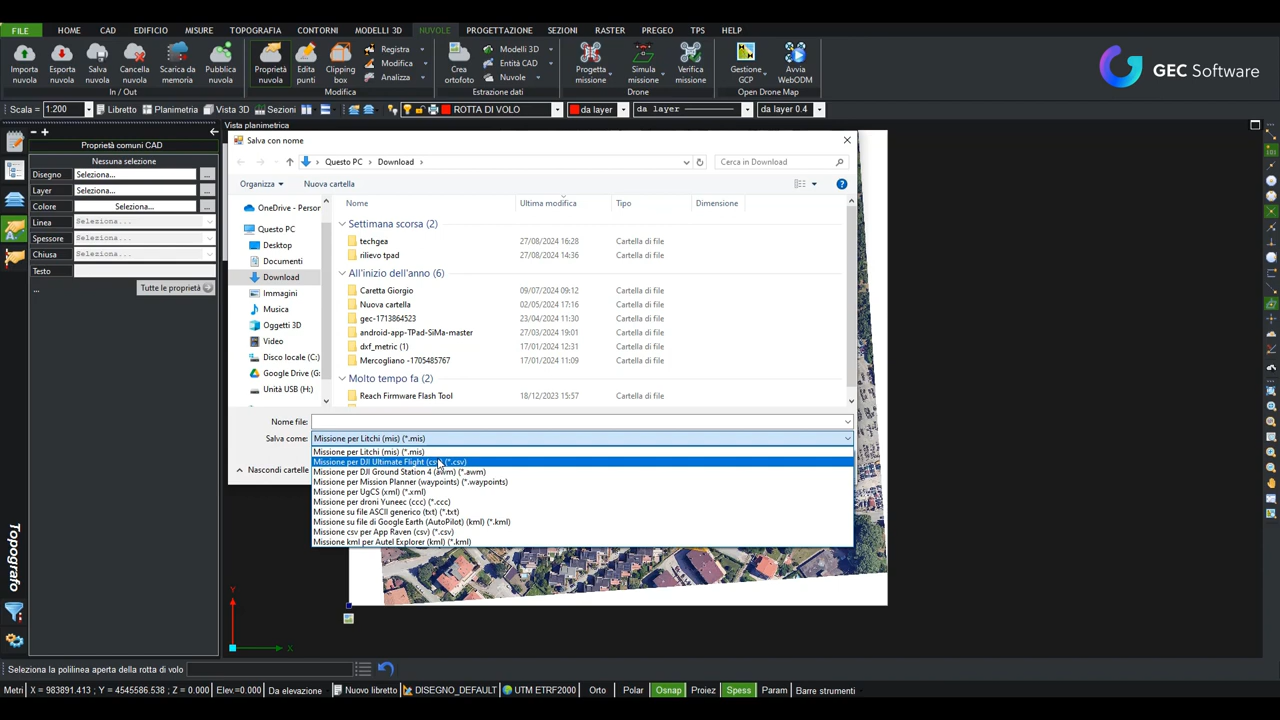 FILE HOME CAD EDIFICIO MISURE TOPOGRAFIA CONTORNI MODELLI 3D NUVOLE PROGETTAZIONE SEZIONI RASTER PREGEO TPS HELP
Importa nuvola
Esporta nuvola
Salva nuvola
Cancella nuvola
Scarica da memoria
Pubblica nuvola
Proprietà nuvola
Edita punti
Clipping box
Registra
Modifica
Analizza
Crea ortofoto
Modelli 3D
Entità CAD
Nuvole
Progetta missione
Simula missione
Verifica missione
Gestione GCP
Avvia WebODM
GEC Software
In / Out Modifica Estrazione dati Drone Open Drone Map
Scala = 1:200 Libretto Planimetria Vista 3D Sezioni ROTTA DI VOLO da layer da layer da layer 0.4
Vista planimetrica
Proprietà comuni CAD
Nessuna selezione
Disegno Seleziona... ...
Layer Seleziona... ...
Colore Seleziona... ...
Linea Seleziona...
Spessore Seleziona...
Chiusa Seleziona...
Testo
... Tutte le proprietà
Topografo
Salva con nome
Questo PC > Download >
Cerca in Download
Organizza Nuova cartella
Nome Ultima modifica Tipo Dimensione
OneDrive - Person
Questo PC
Desktop
Documenti
Download
Immagini
Musica
Oggetti 3D
Video
Disco locale (C:)
Google Drive (G:
Unità USB (H:)
Settimana scorsa (2)
techgea 27/08/2024 16:28 Cartella di file
rilievo tpad 27/08/2024 14:56 Cartella di file
All'inizio dell'anno (6)
Caretta Giorgio 09/07/2024 09:12 Cartella di file
Nuova cartella 02/05/2024 17:16 Cartella di file
gec-1713864523 23/04/2024 11:30 Cartella di file
android-app-TPad-SiMa-master 27/03/2024 19:01 Cartella di file
dxf_metric (1) 17/01/2024 12:31 Cartella di file
Mercogliano -1705485767 17/01/2024 11:09 Cartella di file
Molto tempo fa (2)
Reach Firmware Flash Tool 18/12/2023 15:57 Cartella di file
Nome file:
Salva come: Missione per Litchi (mis) (*.mis)
Nascondi cartelle
Missione per Litchi (mis) (*.mis)
Missione per DJI Ultimate Flight (csv) (*.csv)
Missione per DJI Ground Station 4 (awm) (*.awm)
Missione per Mission Planner (waypoints) (*.waypoints)
Missione per UgCS (xml) (*.xml)
Missione per droni Yuneec (ccc) (*.ccc)
Missione su file ASCII generico (txt) (*.txt)
Missione su file di Google Earth (AutoPilot) (kml) (*.kml)
Missione csv per App Raven (csv) (*.csv)
Missione kml per Autel Explorer (kml) (*.kml)
Y
X
Seleziona la polilinea aperta della rotta di volo
Metri X = 983891.413 ; Y = 4545586.538 ; Z = 0.000 Elev.=0.000 Da elevazione Nuovo libretto DISEGNO_DEFAULT UTM ETRF2000 Orto Polar Osnap Proiez Spess Param Barre strumenti